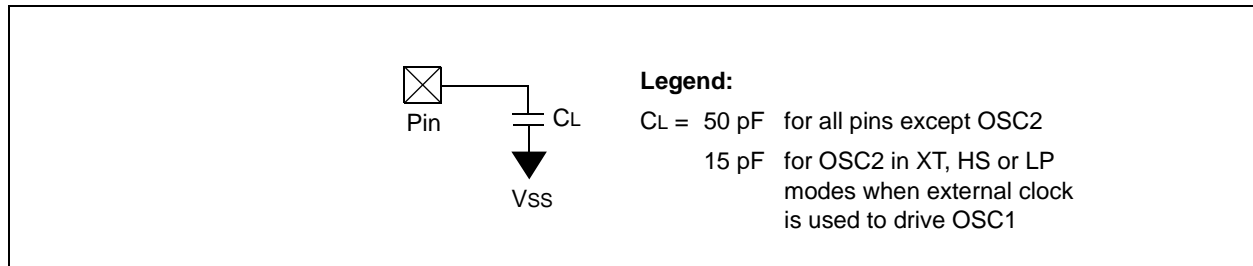 Legend:
Pin
CL
VSS
CL = 50 pF for all pins except OSC2
15 pF for OSC2 in XT, HS or LP
modes when external clock
is used to drive OSC1